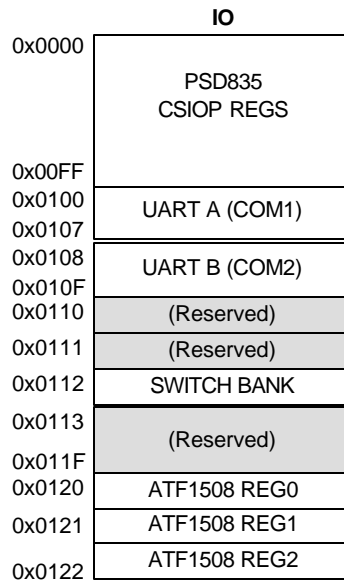 IO
0x0000
PSD835
CSIOP REGS
0x00FF
0x0100
UART A (COM1)
0x0107
0x0108
UART B (COM2)
0x010F
0x0110
(Reserved)
0x0111
(Reserved)
0x0112
SWITCH BANK
0x0113
(Reserved)
0x011F
0x0120
ATF1508 REG0
0x0121
ATF1508 REG1
0x0122
ATF1508 REG2